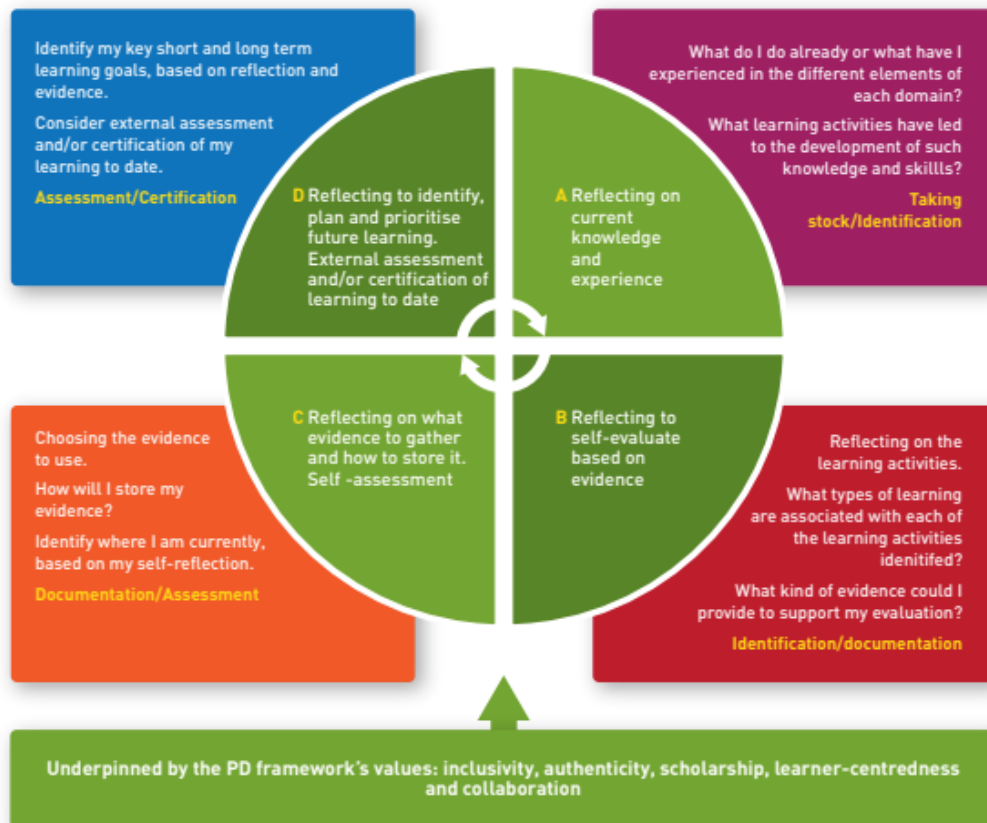 Identify my key short and long term
learning goals, based on reflection and
evidence.
Consider external assessment
and/or certification of my
learning to date.
Assessment/Certification
What do I do already or what have I
experienced in the different elements of
each domain?
What learning activities have led
to the development of such
knowledge and skillls?
Taking
stock/Identification
D Reflecting to identify,
plan and prioritise
future learning.
External assessment
and/or certification of
learning to date
A Reflecting on
current
knowledge
and
experience
C Reflecting on what
evidence to gather
and how to store it.
Self -assessment
B Reflecting to
self-evaluate
based on
evidence
Choosing the evidence
to use.
How will I store my
evidence?
Identify where I am currently,
based on my self-reflection.
Documentation/Assessment
Reflecting on the
learning activities.
What types of learning
are associated with each of
the learning activities
idenitifed?
What kind of evidence could I
provide to support my evaluation?
Identification/documentation
Underpinned by the PD framework's values: inclusivity, authenticity, scholarship, learner-centredness
and collaboration